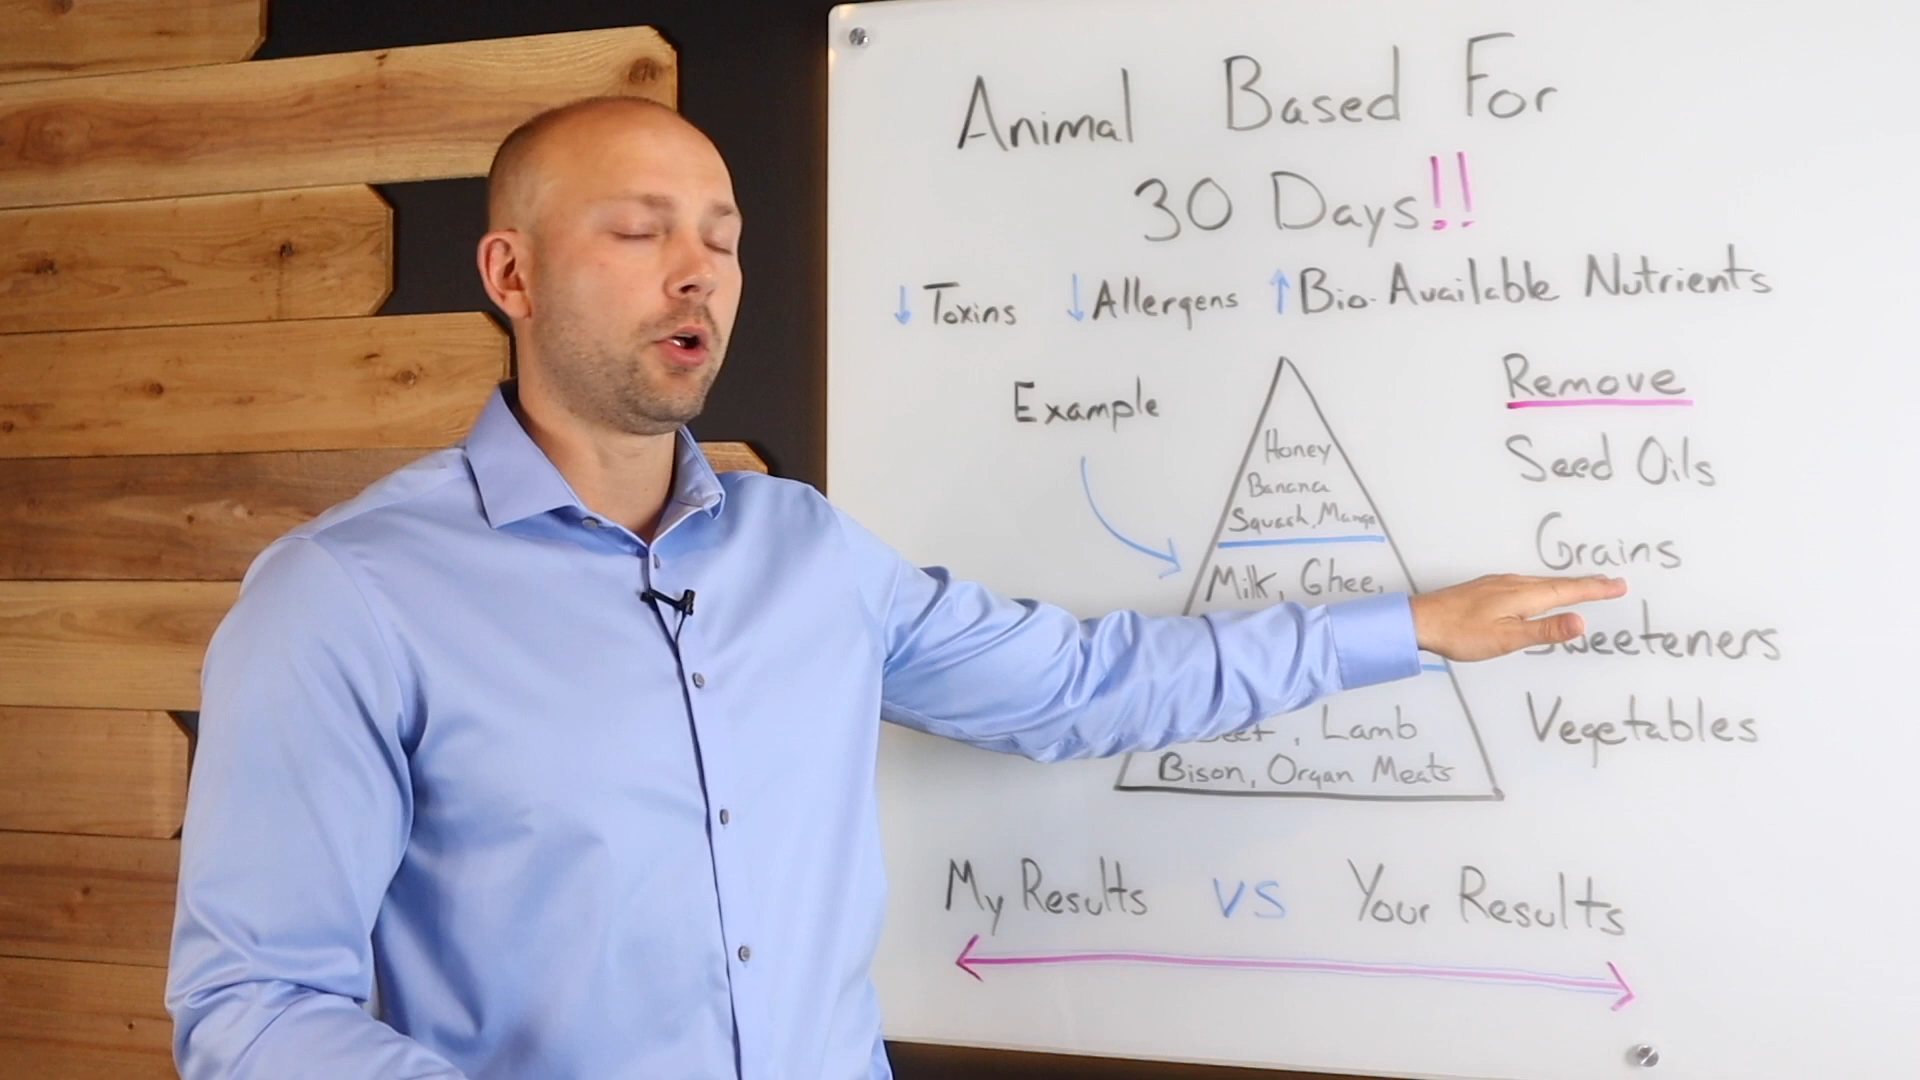 Animal Based For
30 Days!!
↓ Toxins ↓ Allergens ↑ Bio-Available Nutrients
Example
Honey
Banana
Squash, Mango
Milk, Ghee,
Lamb
Bison, Organ Meats
Remove
Seed Oils
Grains
Sweeteners
Vegetables
My Results VS Your Results